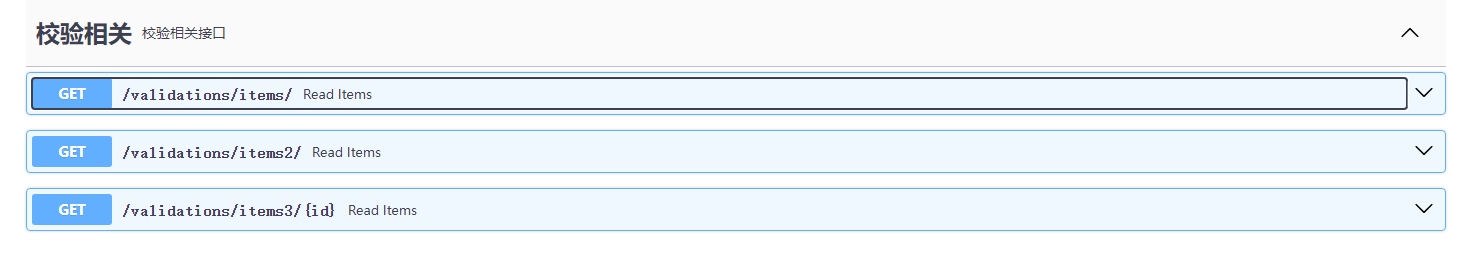 校验相关 校验相关接口
GET /validations/items/ Read Items
GET /validations/items2/ Read Items
GET /validations/items3/{id} Read Items